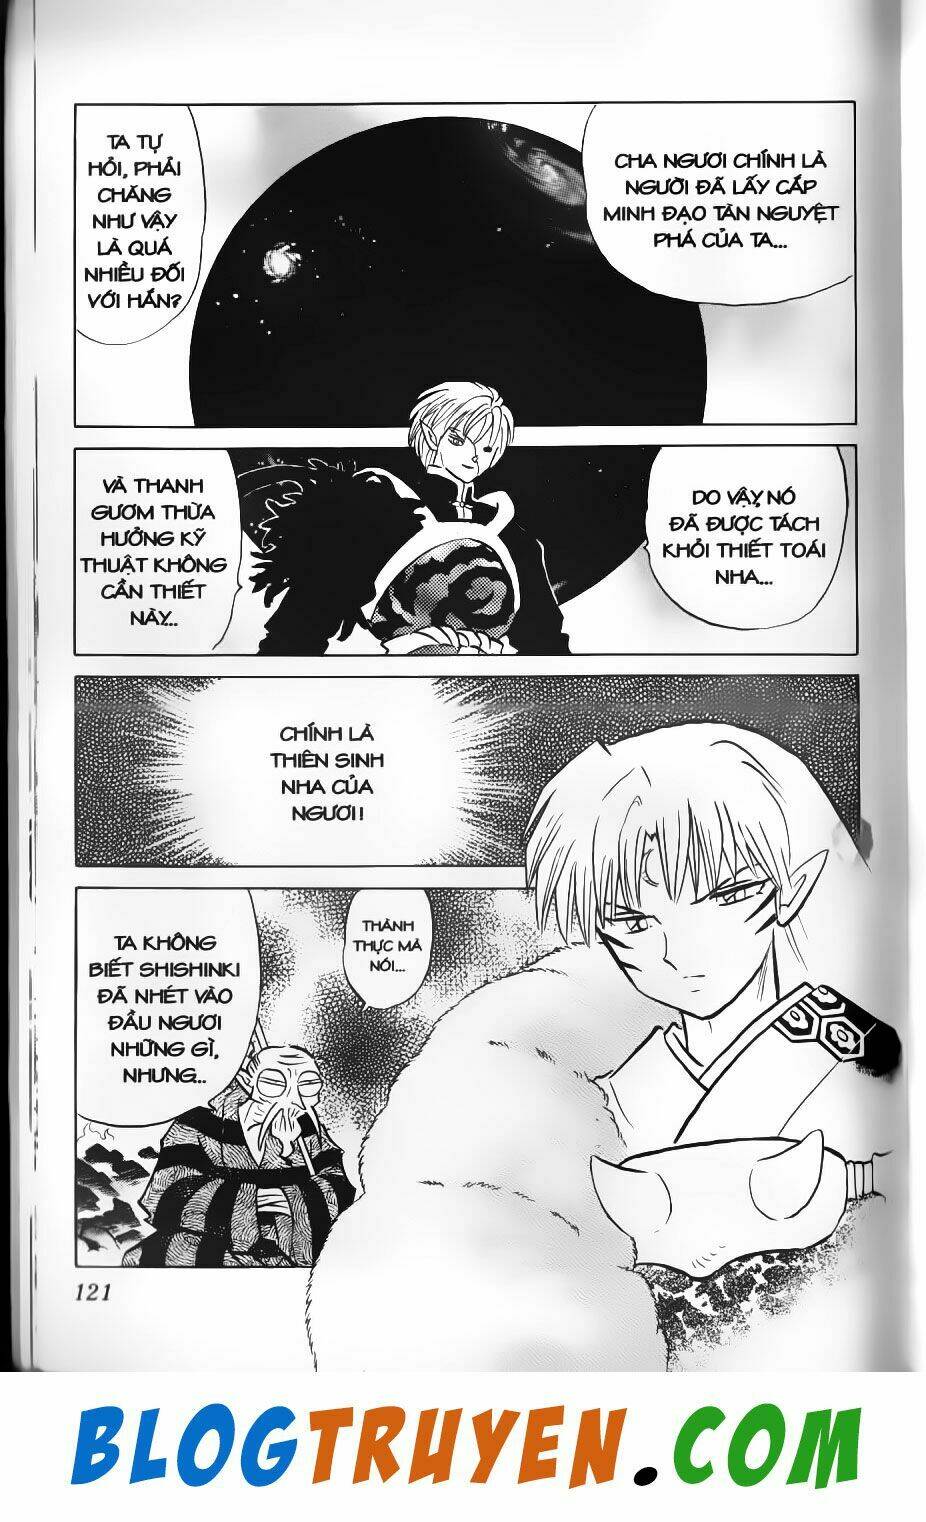 CHA NGƯƠI CHÍNH LÀ
NGƯỜI ĐÃ LẤY CẮP
MINH ĐẠO TÀN NGUYỆT
PHÁ CỦA TA...
TA TỰ
HỎI, PHẢI
CHĂNG
NHƯ VẬY
LÀ QUÁ
NHIỀU ĐỐI
VỚI HẮN?
DO VẬY, NÓ
ĐÃ ĐƯỢC TÁCH
KHỎI THIẾT TOÁI
NHA...
VÀ THANH
GƯƠM THỪA
HƯỞNG KỸ
THUẬT KHÔNG
CẦN THIẾT
NÀY...
CHÍNH LÀ
THIÊN SINH
NHA CỦA
NGƯƠI!
THÀNH
THỰC MÀ
NÓI...
TA KHÔNG
BIẾT SHISHINKI
ĐÃ NHÉT VÀO
ĐẦU NGƯƠI
NHỮNG GÌ,
NHƯNG...
121
BLOGTRUYEN.COM